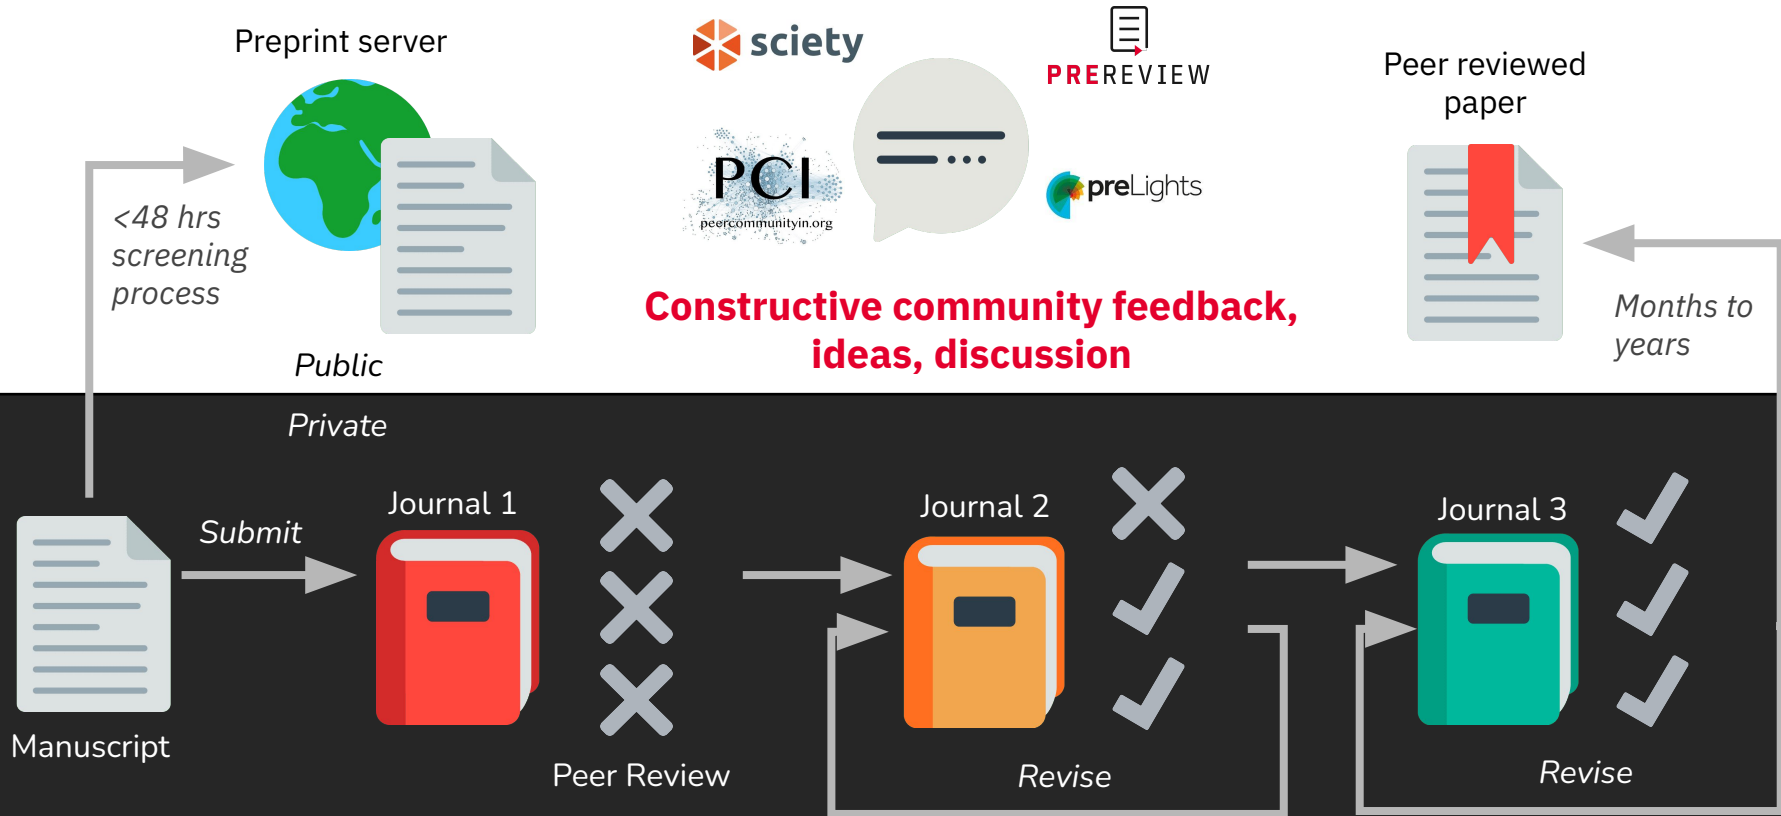 Preprint server
sciety
PREREVIEW
Peer reviewed
paper
<48 hrs
screening
process
PCI
peercommunityin.org
preLights
Constructive community feedback,
ideas, discussion
Months to
years
Public
Private
Submit
Journal 1
Journal 2
Journal 3
Manuscript
Peer Review
Revise
Revise